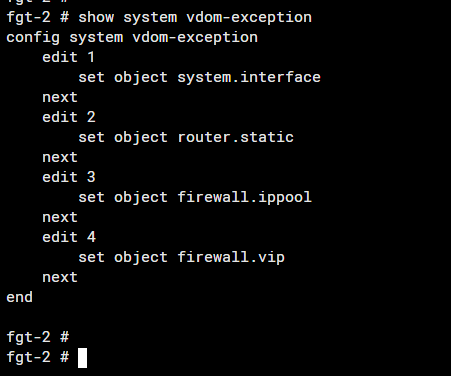 fgt-2 #
fgt-2 # show system vdom-exception
config system vdom-exception
    edit 1
        set object system.interface
    next
    edit 2
        set object router.static
    next
    edit 3
        set object firewall.ippool
    next
    edit 4
        set object firewall.vip
    next
end

fgt-2 #
fgt-2 #